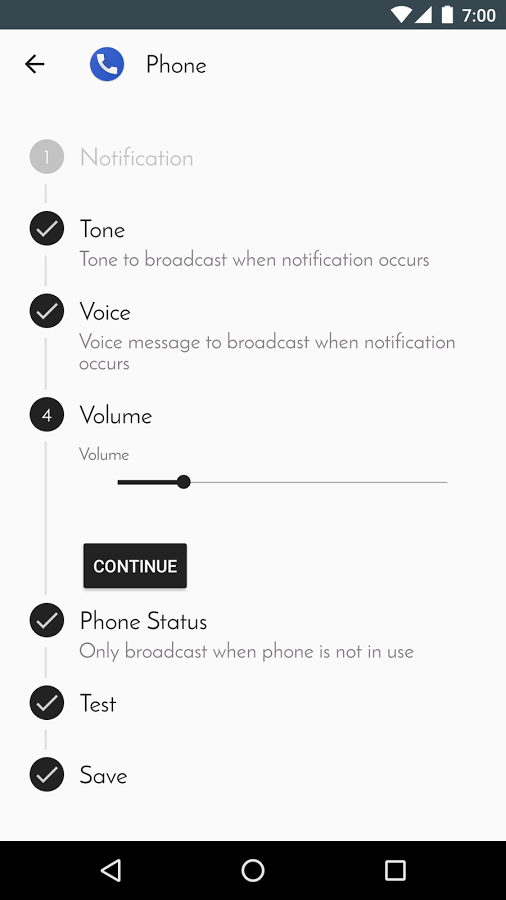 7:00
Phone
1 Notification
Tone
Tone to broadcast when notification occurs
Voice
Voice message to broadcast when notification
occurs
4 Volume
Volume
CONTINUE
Phone Status
Only broadcast when phone is not in use
Test
Save